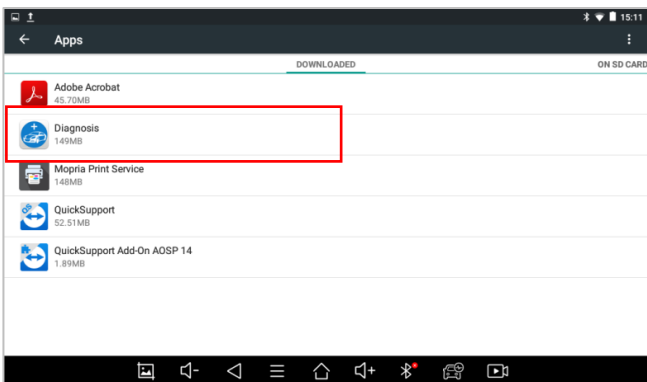 15:11
Apps
DOWNLOADED
ON SD CARD
Adobe Acrobat
45.70MB
Diagnosis
149MB
Mopria Print Service
148MB
QuickSupport
52.51MB
QuickSupport Add-On AOSP 14
1.89MB